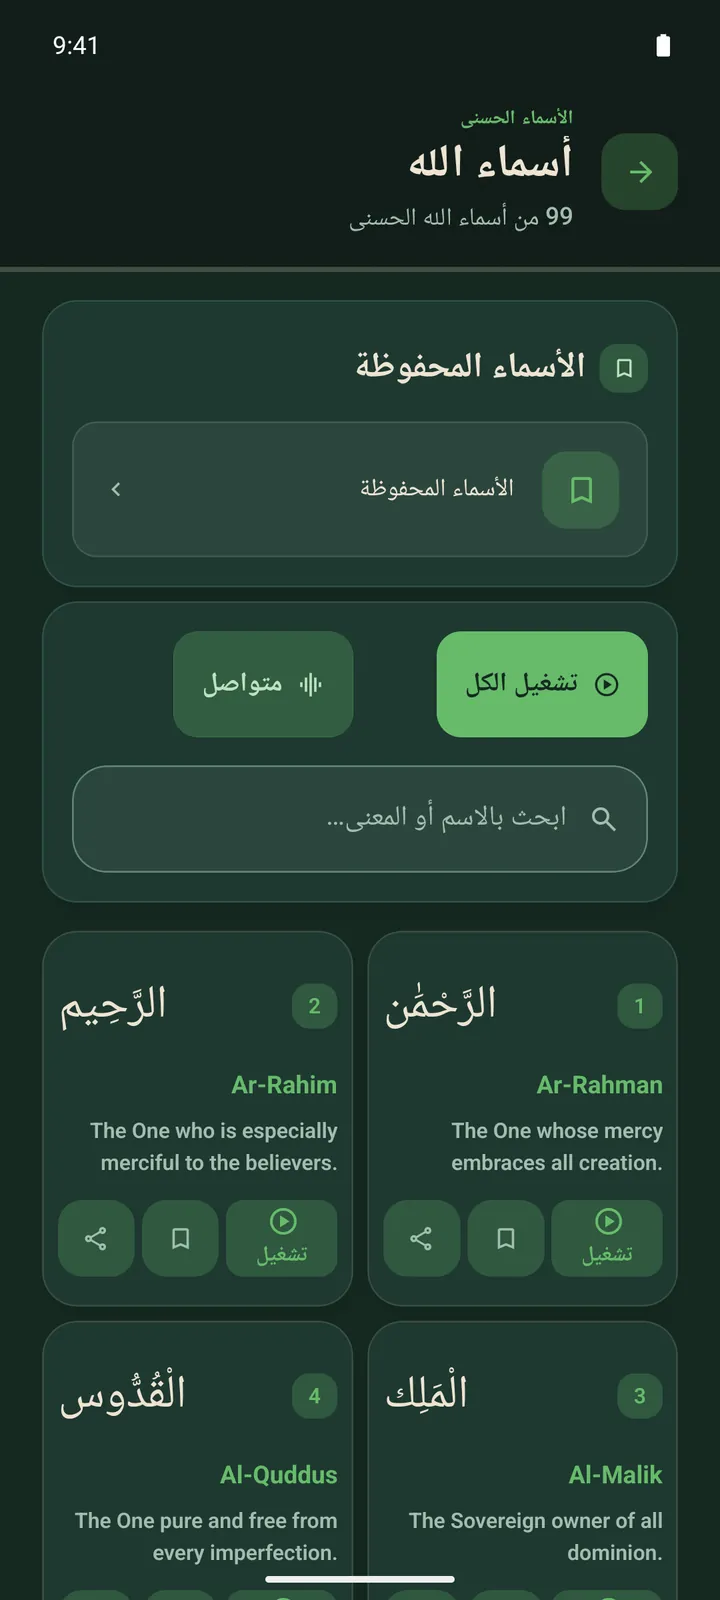 9:41
الأسماء الحسنى
أسماء الله
99 من أسماء الله الحسنى
الأسماء المحفوظة
الأسماء المحفوظة
تشغيل الكل
متواصل
ابحث بالاسم أو المعنى...
1
الرَّحْمَٰن
Ar-Rahman
The One whose mercy
embraces all creation.
تشغيل
2
الرَّحِيم
Ar-Rahim
The One who is especially
merciful to the believers.
تشغيل
3
الْمَلِك
Al-Malik
The Sovereign owner of all
dominion.
4
الْقُدُّوس
Al-Quddus
The One pure and free from
every imperfection.